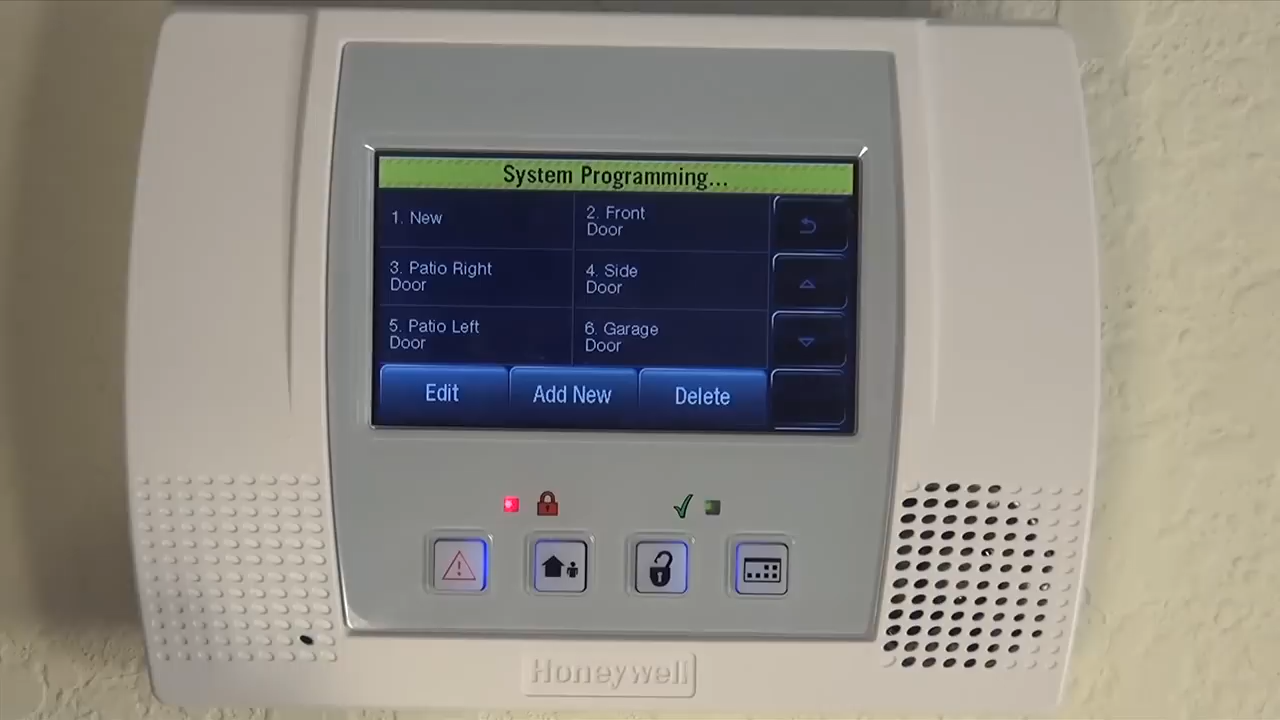 System Programming...
1. New
2. Front
Door
3. Patio Right
Door
4. Side
Door
5. Patio Left
Door
6. Garage
Door
Edit
Add New
Delete
Honeywell